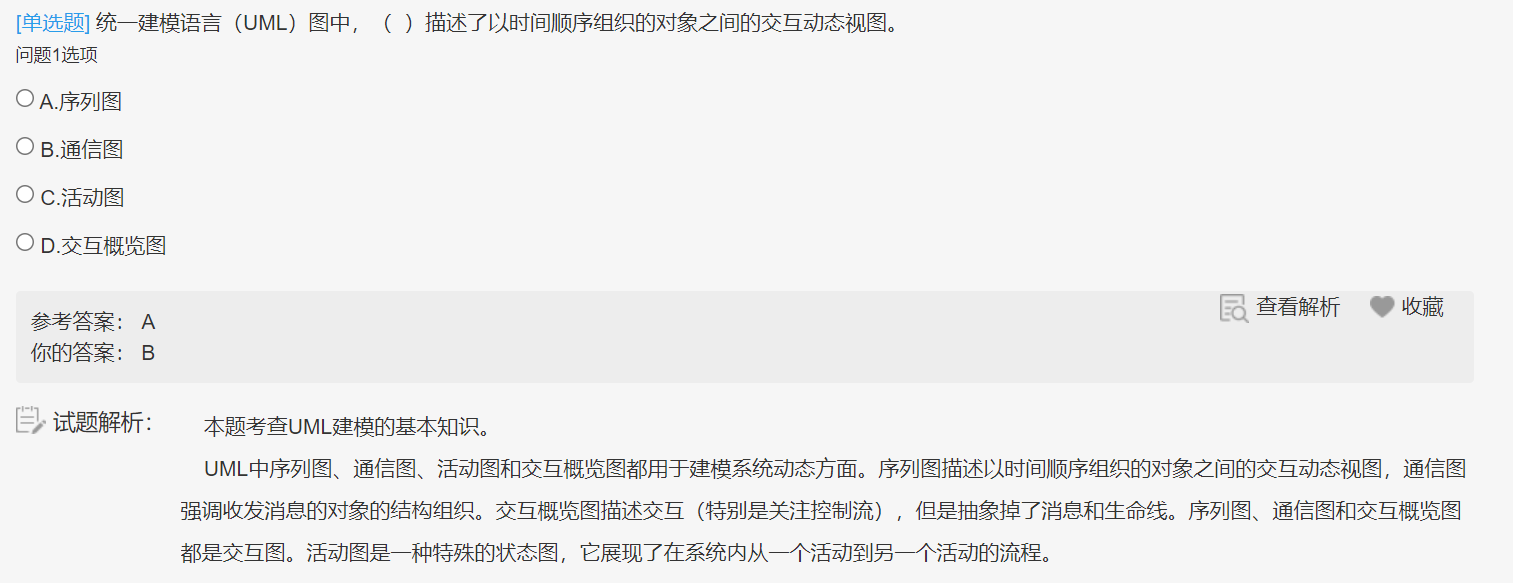 [单选题] 统一建模语言（UML）图中，（ ）描述了以时间顺序组织的对象之间的交互动态视图。
问题1选项
A.序列图
B.通信图
C.活动图
D.交互概览图
查看解析 收藏
参考答案： A
你的答案： B
试题解析： 本题考查UML建模的基本知识。
UML中序列图、通信图、活动图和交互概览图都用于建模系统动态方面。序列图描述以时间顺序组织的对象之间的交互动态视图，通信图
强调收发消息的对象的结构组织。交互概览图描述交互（特别是关注控制流），但是抽象掉了消息和生命线。序列图、通信图和交互概览图
都是交互图。活动图是一种特殊的状态图，它展现了在系统内从一个活动到另一个活动的流程。